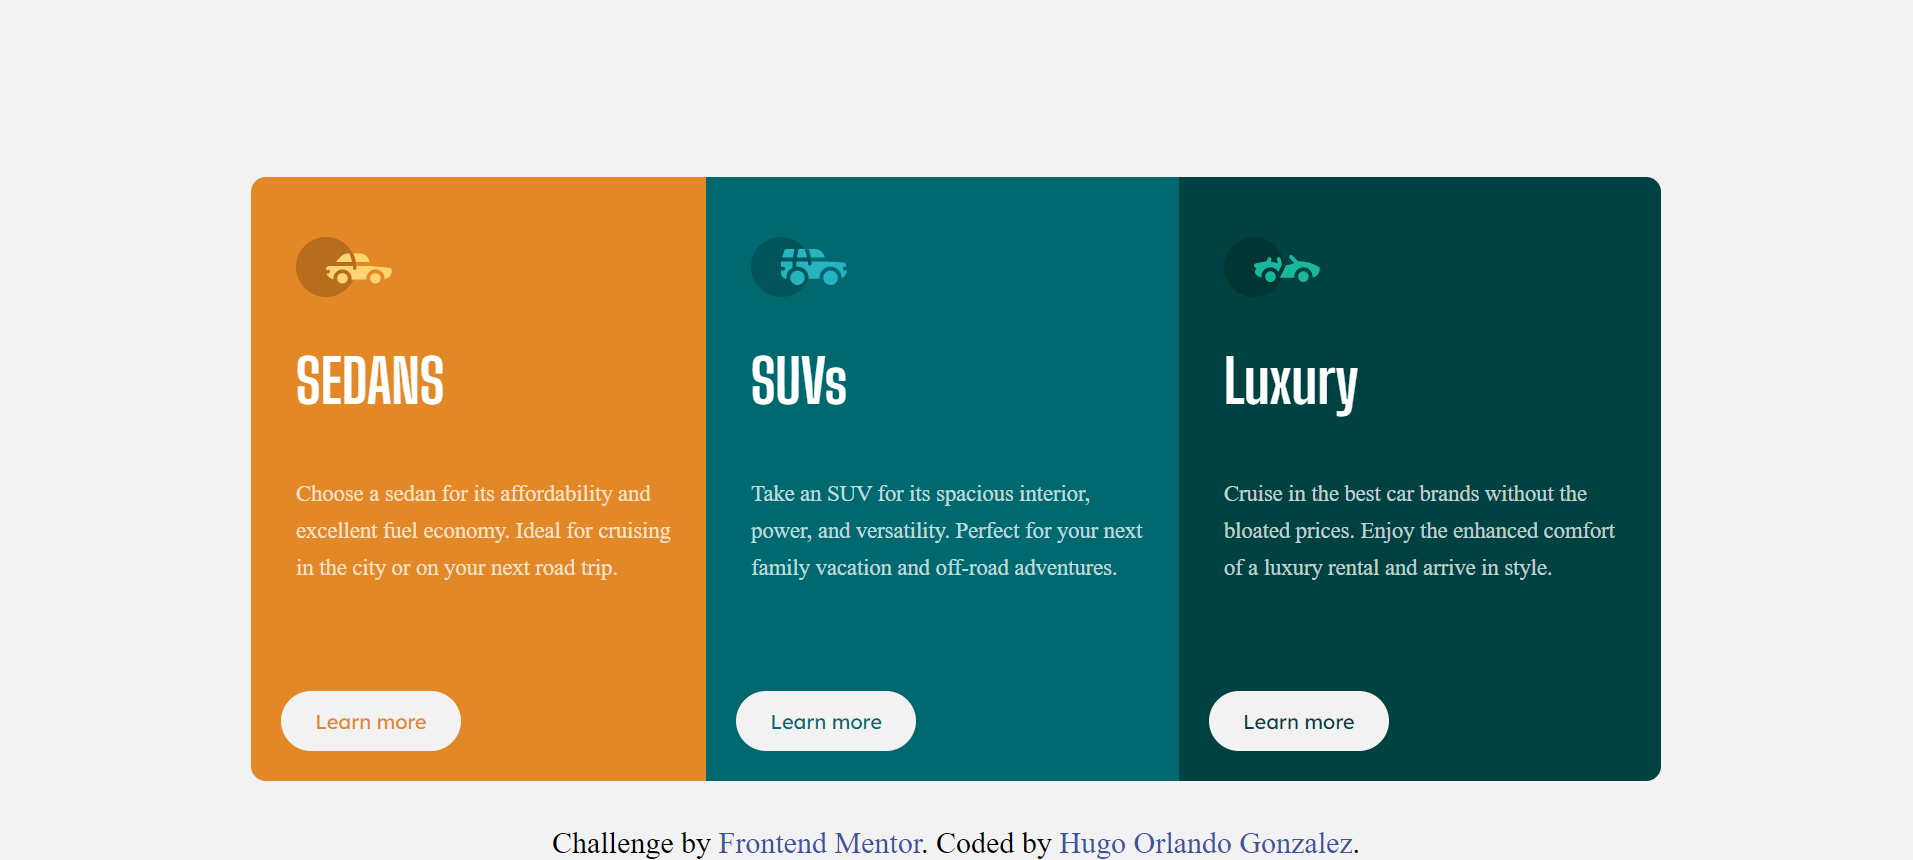 SEDANS
Choose a sedan for its affordability and
excellent fuel economy. Ideal for cruising
in the city or on your next road trip.
Learn more
SUVs
Take an SUV for its spacious interior,
power, and versatility. Perfect for your next
family vacation and off-road adventures.
Learn more
Luxury
Cruise in the best car brands without the
bloated prices. Enjoy the enhanced comfort
of a luxury rental and arrive in style.
Learn more
Challenge by Frontend Mentor. Coded by Hugo Orlando Gonzalez.